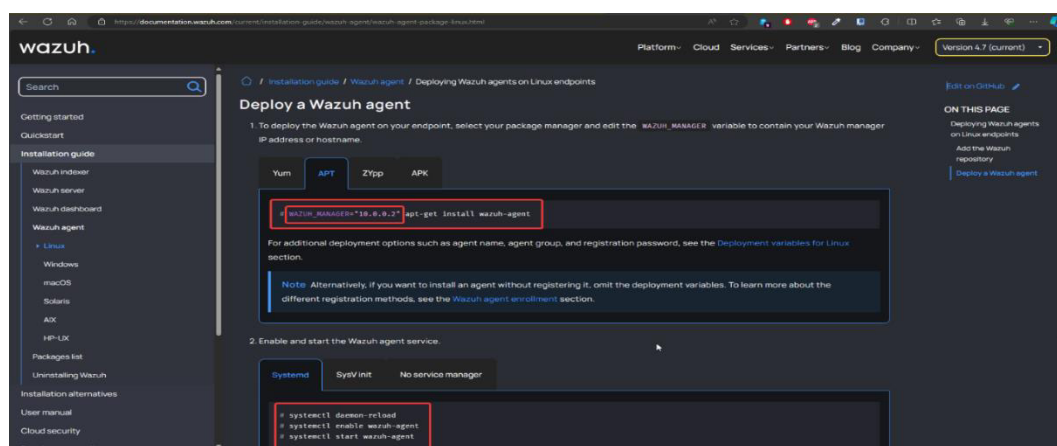 https://documentation.wazuh.com/current/installation-guide/wazuh-agent/wazuh-agent-package-linux.html
wazuh.
Platform
Cloud
Services
Partners
Blog
Company
Version 4.7 (current)
Search
Getting started
Quickstart
Installation guide
Wazuh indexer
Wazuh server
Wazuh dashboard
Wazuh agent
Linux
Windows
macOS
Solaris
AIX
HP-UX
Packages list
Uninstalling Wazuh
Installation alternatives
User manual
Cloud security
/ Installation guide / Wazuh agent / Deploying Wazuh agents on Linux endpoints
Deploy a Wazuh agent
1. To deploy the Wazuh agent on your endpoint, select your package manager and edit the WAZUH_MANAGER variable to contain your Wazuh manager
IP address or hostname.
Yum
APT
ZYpp
APK
# WAZUH_MANAGER="10.0.0.2" apt-get install wazuh-agent
For additional deployment options such as agent name, agent group, and registration password, see the Deployment variables for Linux
section.
Note Alternatively, if you want to install an agent without registering it, omit the deployment variables. To learn more about the
different registration methods, see the Wazuh agent enrollment section.
2. Enable and start the Wazuh agent service.
Systemd
SysV init
No service manager
# systemctl daemon-reload
# systemctl enable wazuh-agent
# systemctl start wazuh-agent
Edit on GitHub
ON THIS PAGE
Deploying Wazuh agents
on Linux endpoints
Add the Wazuh
repository
Deploy a Wazuh agent